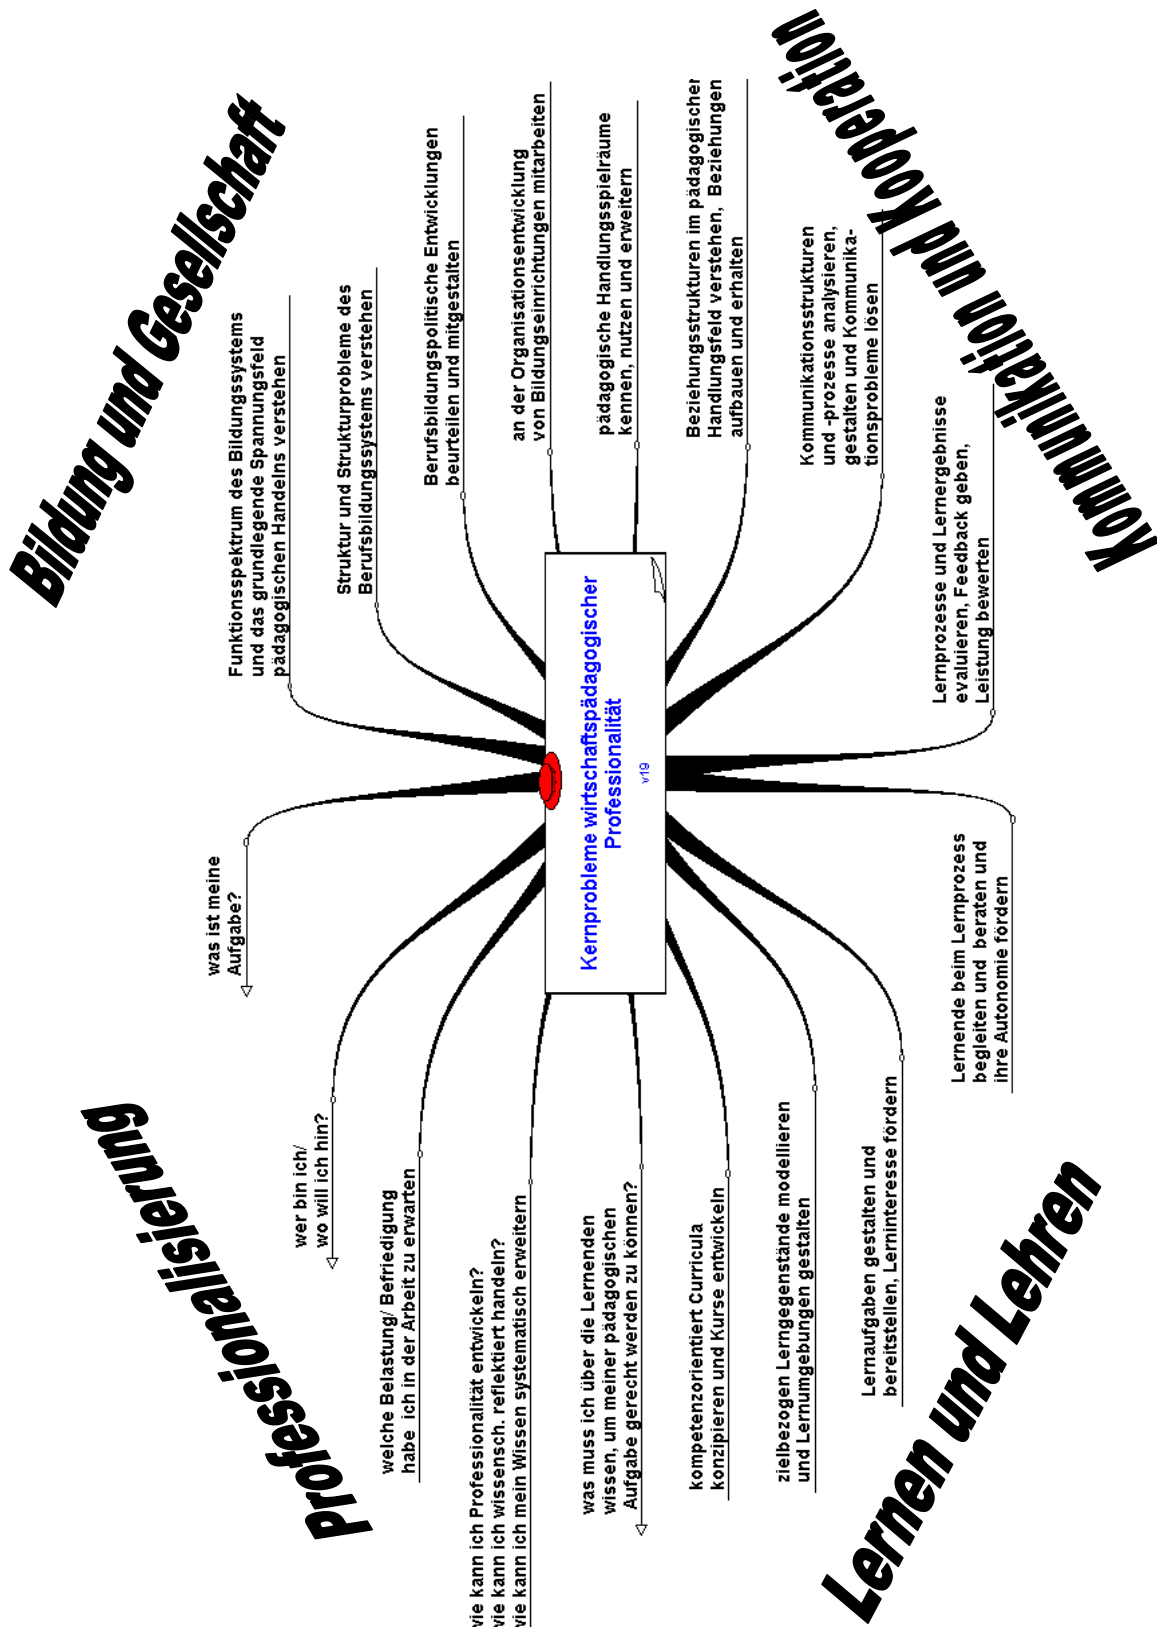 Bildung und Gesellschaft
Funktionsspektrum des Bildungssystems
und das grundlegende Spannungsfeld
pädagogischen Handelns verstehen
Struktur und Strukturprobleme des
Berufsbildungssystems verstehen
Berufsbildungspolitische Entwicklungen
beurteilen und mitgestalten
an der Organisationsentwicklung
von Bildungseinrichtungen mitarbeiten
pädagogische Handlungsspielräume
kennen, nutzen und erweitern
Kommunikation und Kooperation
Beziehungsstrukturen im pädagogischer
Handlungsfeld verstehen, Beziehungen
aufbauen und erhalten
Kommunikationsstrukturen
und -prozesse analysieren,
gestalten und Kommunika-
tionsprobleme lösen
Lernprozesse und Lernergebnisse
evaluieren, Feedback geben,
Leistung bewerten
Kernprobleme wirtschaftspädagogischer
Professionalität
v19
Professionalisierung
was ist meine
Aufgabe?
wer bin ich/
wo will ich hin?
welche Belastung/ Befriedigung
habe ich in der Arbeit zu erwarten
vie kann ich Professionalität entwickeln?
vie kann ich wissensch. reflektiert handeln?
vie kann ich mein Wissen systematisch erweitern
was muss ich über die Lernenden
wissen, um meiner pädagogischen
Aufgabe gerecht werden zu können?
Lernen und Lehren
kompetenzorientiert Curricula
konzipieren und Kurse entwickeln
zielbezogen Lerngegenstände modellieren
und Lernumgebungen gestalten
Lernaufgaben gestalten und
bereitstellen, Lerninteresse fördern
Lernende beim Lernprozess
begleiten und beraten und
ihre Autonomie fördern